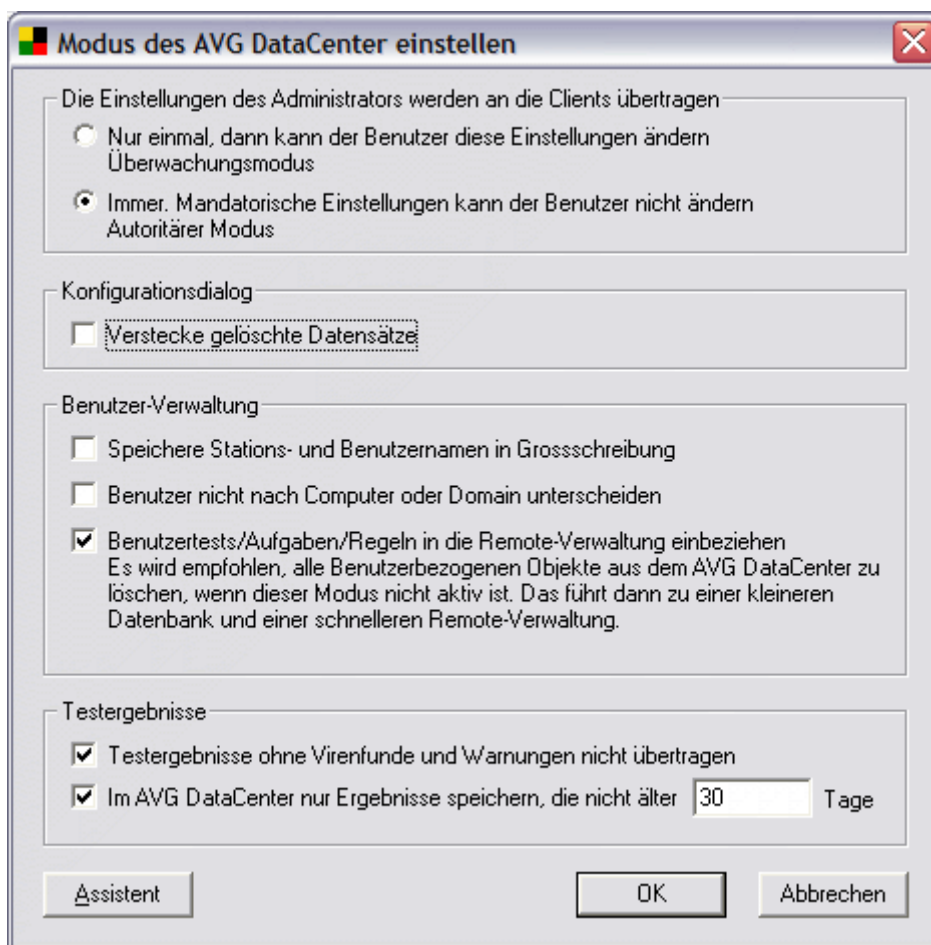 Modus des AVG DataCenter einstellen
Die Einstellungen des Administrators werden an die Clients übertragen
Nur einmal, dann kann der Benutzer diese Einstellungen ändern
Überwachungsmodus
Immer. Mandatorische Einstellungen kann der Benutzer nicht ändern
Autoritärer Modus
Konfigurationsdialog
Verstecke gelöschte Datensätze
Benutzer-Verwaltung
Speichere Stations- und Benutzernamen in Grossschreibung
Benutzer nicht nach Computer oder Domain unterscheiden
Benutzertests/Aufgaben/Regeln in die Remote-Verwaltung einbeziehen
Es wird empfohlen, alle Benutzerbezogenen Objekte aus dem AVG DataCenter zu
löschen, wenn dieser Modus nicht aktiv ist. Das führt dann zu einer kleineren
Datenbank und einer schnelleren Remote-Verwaltung.
Testergebnisse
Testergebnisse ohne Virenfunde und Warnungen nicht übertragen
Im AVG DataCenter nur Ergebnisse speichern, die nicht älter 30 Tage
Assistent OK Abbrechen